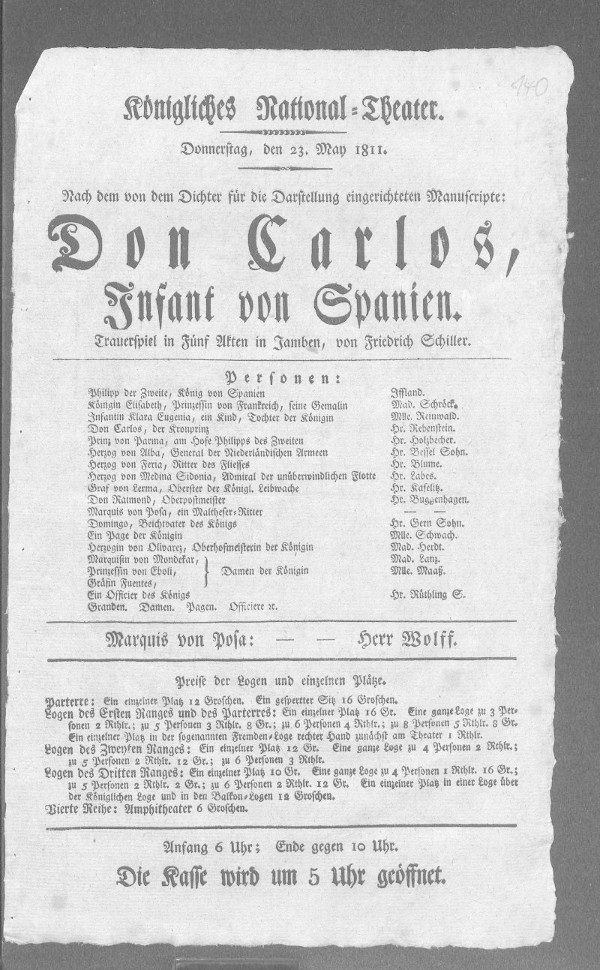 440
Königliches National-Theater.
Donnerstag, den 23. May 1811.
Nach dem von dem Dichter für die Darstellung eingerichteten Manuscripte:
Don Carlos,
Infant von Spanien.
Trauerspiel in Fünf Akten in Jamben, von Friedrich Schiller.
Personen:
Philipp der Zweite, König von Spanien Iffland.
Königin Elisabeth, Prinzessin von Frankreich, seine Gemalin Mad. Schröck.
Infantin Klara Eugenia, ein Kind, Tochter der Königin Mlle. Reinwald.
Don Carlos, der Kronprinz Hr. Rebenstein.
Prinz von Parma, am Hofe Philipps des Zweiten Hr. Holzbecher.
Herzog von Alba, General der Niederländischen Armeen Hr. Bessel Sohn.
Herzog von Feria, Ritter des Fliesses Hr. Blume.
Herzog von Medina Sidonia, Admiral der unüberwindlichen Flotte Hr. Labes.
Graf von Lerma, Oberster der Königl. Leibwache Hr. Kaselitz.
Don Raimond, Oberpostmeister Hr. Buggenhagen.
Marquis von Posa, ein Maltheser-Ritter — —
Domingo, Beichtvater des Königs Hr. Gern Sohn.
Ein Page der Königin Mlle. Schwach.
Herzogin von Olivarez, Oberhofmeisterin der Königin Mad. Herdt.
Marquisin von Mondekar, Mad. Lanz.
Prinzessin von Eboli, Damen der Königin Mlle. Maaß.
Gräfin Fuentes,
Ein Officier des Königs Hr. Rüthling S.
Granden. Damen. Pagen. Officiere ꝛc.
Marquis von Posa: — — Herr Wolff.
Preise der Logen und einzelnen Plätze.
Parterre: Ein einzelner Platz 12 Groschen. Ein gesperrter Sitz 16 Groschen.
Logen des Ersten Ranges und des Parterres: Ein einzelner Platz 16 Gr. Eine ganze Loge zu 3 Per-
sonen 2 Rthlr.; zu 5 Personen 3 Rthlr. 8 Gr.; zu 6 Personen 4 Rthlr.; zu 8 Personen 5 Rthlr. 8 Gr.
Ein einzelner Platz in der sogenannten Fremden-Loge rechter Hand zunächst am Theater 1 Rthlr.
Logen des Zweyten Ranges: Ein einzelner Platz 12 Gr. Eine ganze Loge zu 4 Personen 2 Rthlr.;
zu 5 Personen 2 Rthlr. 12 Gr.; zu 6 Personen 3 Rthlr.
Logen des Dritten Ranges: Ein einzelner Platz 10 Gr. Eine ganze Loge zu 4 Personen 1 Rthlr. 16 Gr.;
zu 5 Personen 2 Rthlr. 2 Gr.; zu 6 Personen 2 Rthlr. 12 Gr. Ein einzelner Platz in einer Loge über
der Königlichen Loge und in den Balkon-Logen 12 Groschen.
Vierte Reihe: Amphitheater 6 Groschen.
Anfang 6 Uhr; Ende gegen 10 Uhr.
Die Kasse wird um 5 Uhr geöffnet.